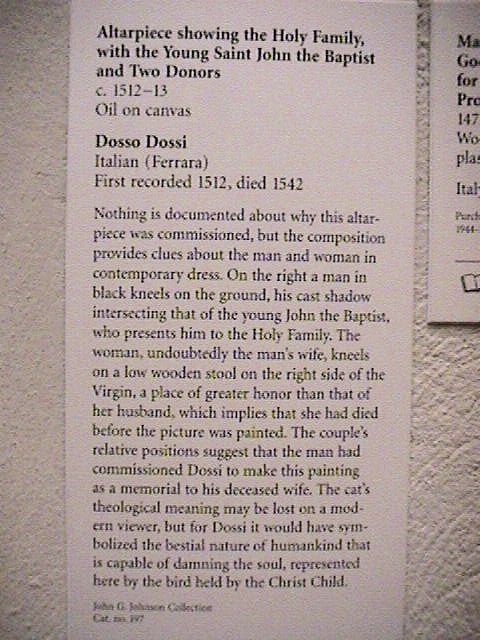 Altarpiece showing the Holy Family,
with the Young Saint John the Baptist
and Two Donors
c. 1512–13
Oil on canvas
Dosso Dossi
Italian (Ferrara)
First recorded 1512, died 1542
Nothing is documented about why this altar-
piece was commissioned, but the composition
provides clues about the man and woman in
contemporary dress. On the right a man in
black kneels on the ground, his cast shadow
intersecting that of the young John the Baptist,
who presents him to the Holy Family. The
woman, undoubtedly the man's wife, kneels
on a low wooden stool on the right side of the
Virgin, a place of greater honor than that of
her husband, which implies that she had died
before the picture was painted. The couple's
relative positions suggest that the man had
commissioned Dossi to make this painting
as a memorial to his deceased wife. The cat's
theological meaning may be lost on a mod-
ern viewer, but for Dossi it would have sym-
bolized the bestial nature of humankind that
is capable of damning the soul, represented
here by the bird held by the Christ Child.
John G. Johnson Collection
Cat. no. 197
for
147